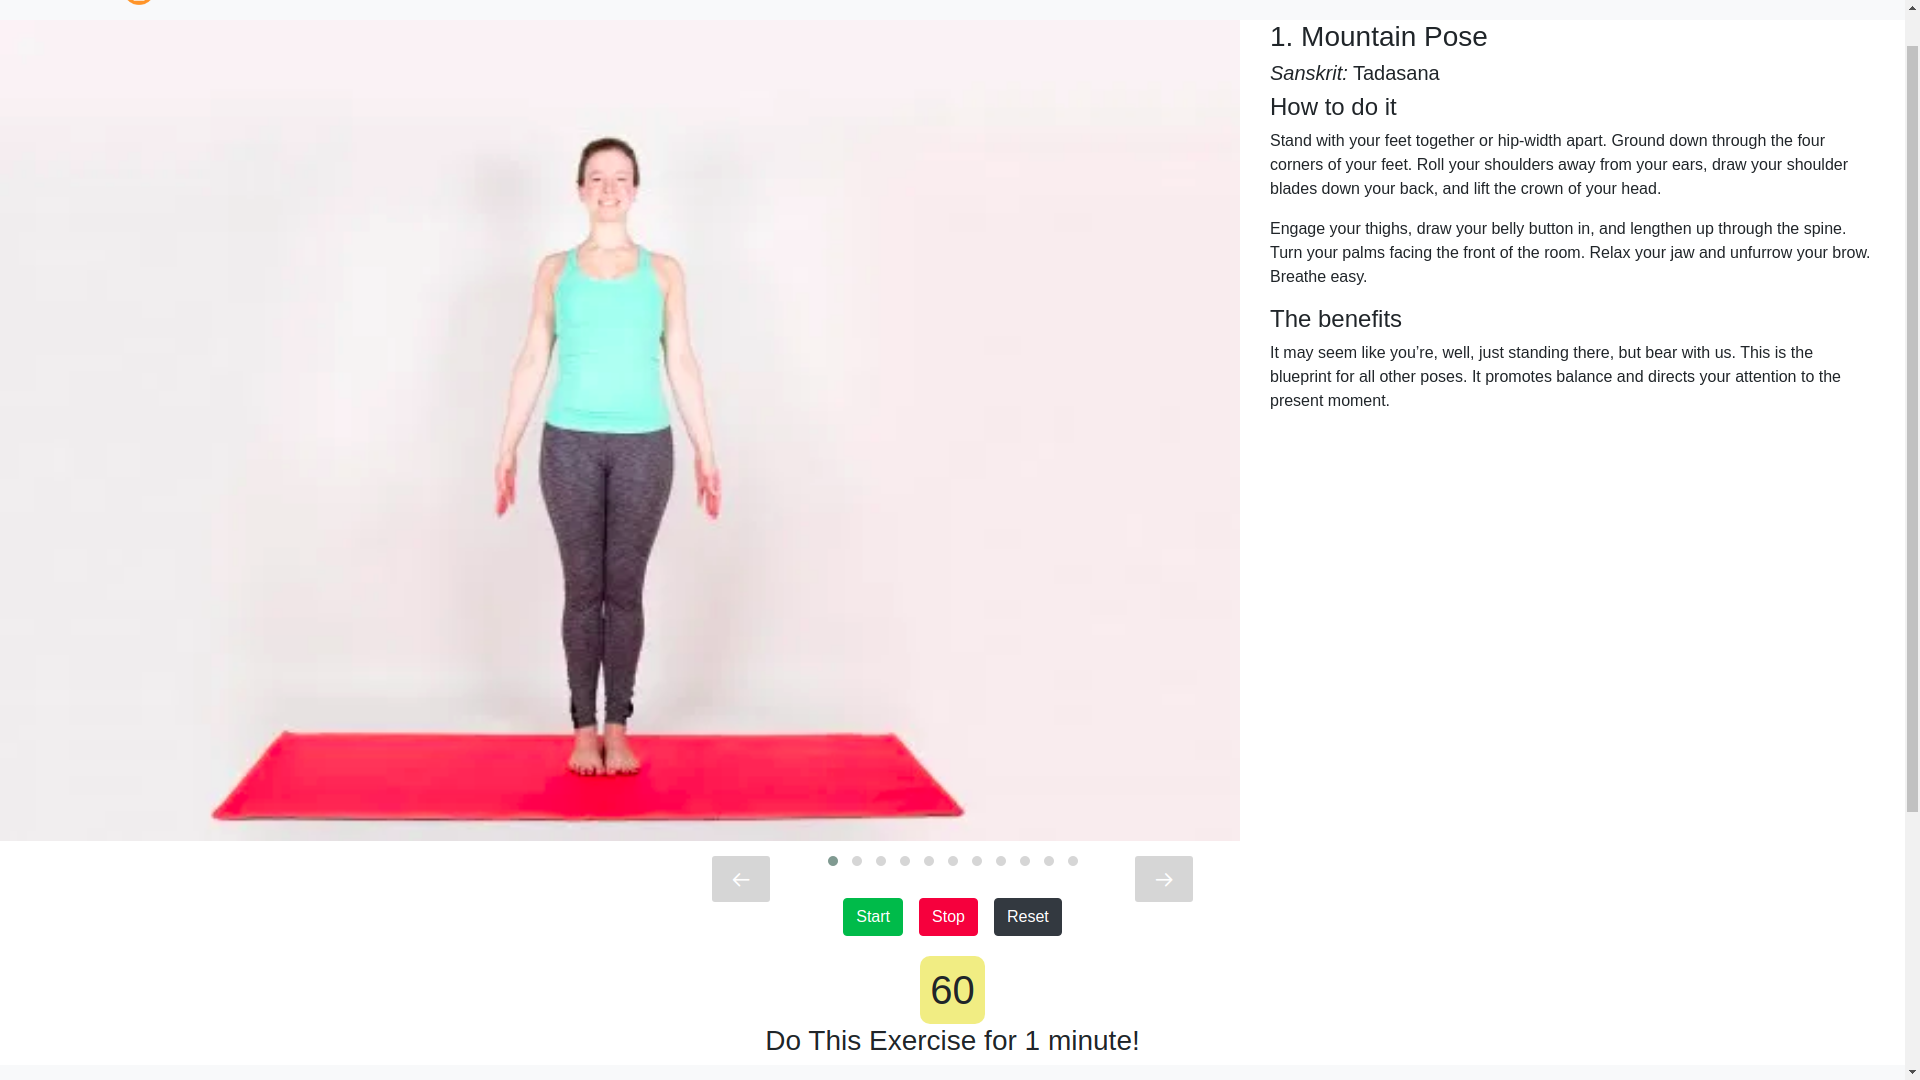 1. Mountain Pose
Sanskrit: Tadasana
How to do it
Stand with your feet together or hip-width apart. Ground down through the four
corners of your feet. Roll your shoulders away from your ears, draw your shoulder
blades down your back, and lift the crown of your head.
Engage your thighs, draw your belly button in, and lengthen up through the spine.
Turn your palms facing the front of the room. Relax your jaw and unfurrow your brow.
Breathe easy.
The benefits
It may seem like you’re, well, just standing there, but bear with us. This is the
blueprint for all other poses. It promotes balance and directs your attention to the
present moment.
Start Stop Reset
60
Do This Exercise for 1 minute!